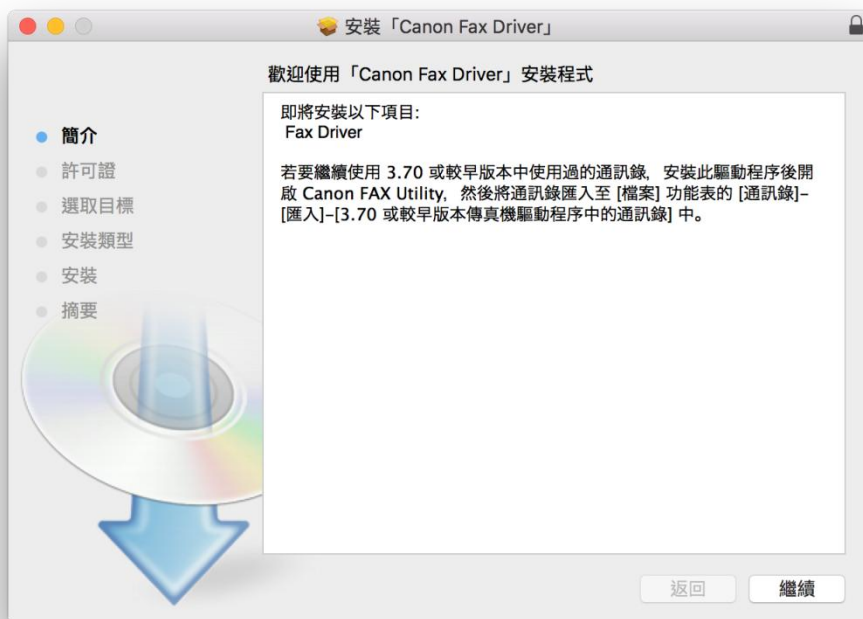 安裝「Canon Fax Driver」
歡迎使用「Canon Fax Driver」安裝程式
簡介
許可證
選取目標
安裝類型
安裝
摘要
即將安裝以下項目:
Fax Driver
若要繼續使用 3.70 或較早版本中使用過的通訊錄，安裝此驅動程序後開
啟 Canon FAX Utility，然後將通訊錄匯入至 [檔案] 功能表的 [通訊錄]-
[匯入]-[3.70 或較早版本傳真機驅動程序中的通訊錄] 中。
返回
繼續